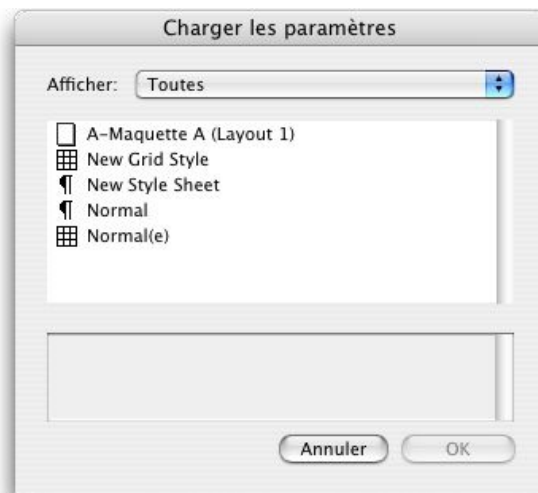 Charger les paramètres
Afficher: Toutes
A-Maquette A (Layout 1)
New Grid Style
¶ New Style Sheet
¶ Normal
Normal(e)
Annuler OK